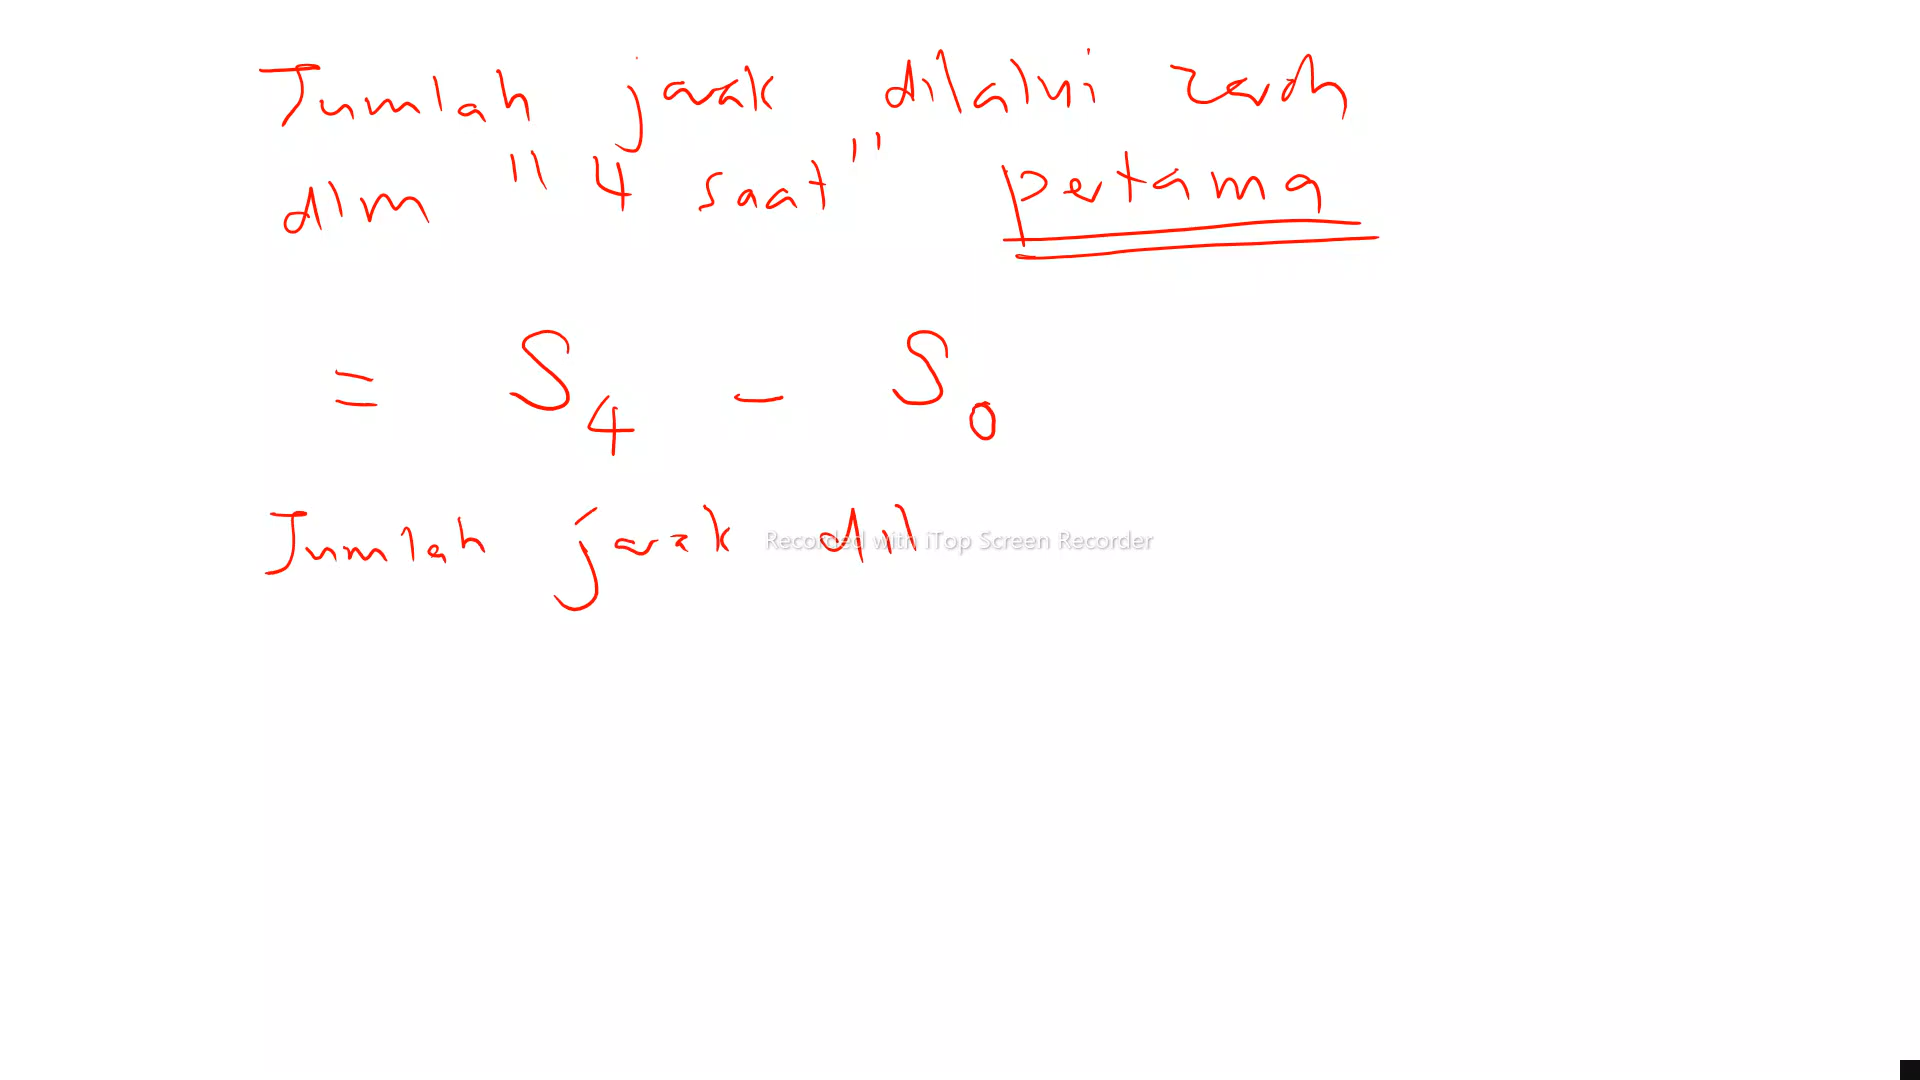 Jumlah jarak dilalui zarah
dlm "4 saat" pertama
= S₄ - S₀
Jumlah jarak dil
Recorded with iTop Screen Recorder